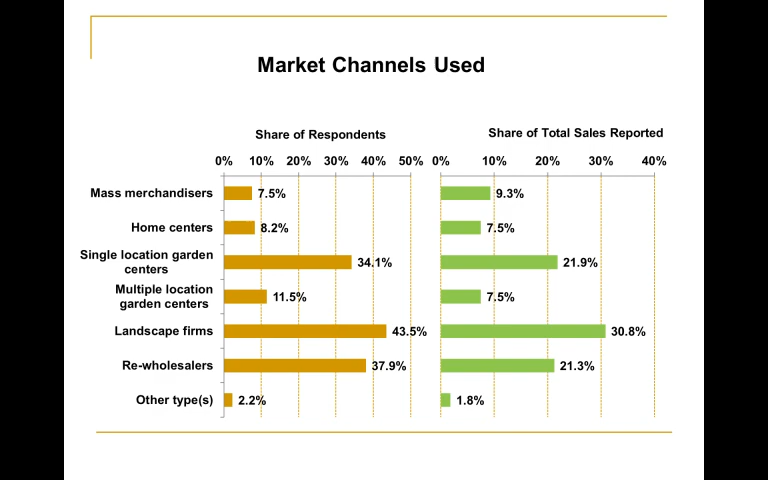 Market Channels Used
Share of Respondents
Share of Total Sales Reported
0% 10% 20% 30% 40% 50%
0% 10% 20% 30% 40%
Mass merchandisers 7.5% 9.3%
Home centers 8.2% 7.5%
Single location garden
centers 34.1% 21.9%
Multiple location
garden centers 11.5% 7.5%
Landscape firms 43.5% 30.8%
Re-wholesalers 37.9% 21.3%
Other type(s) 2.2% 1.8%